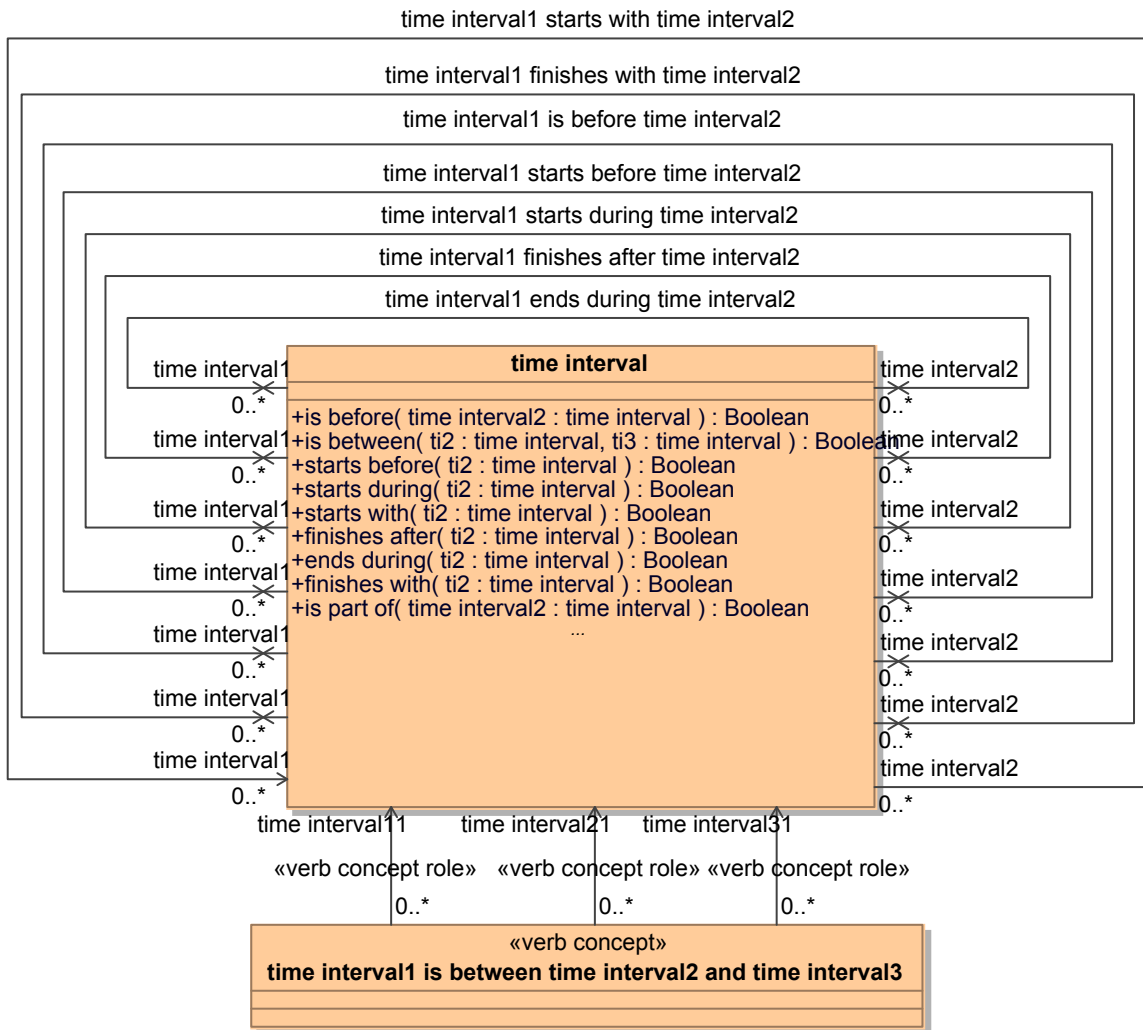 time interval1 starts with time interval2
time interval1 finishes with time interval2
time interval1 is before time interval2
time interval1 starts before time interval2
time interval1 starts during time interval2
time interval1 finishes after time interval2
time interval1 ends during time interval2
time interval
time interval1
0..*
time interval2
0..*
+is before( time interval2 : time interval ) : Boolean
+is between( ti2 : time interval, ti3 : time interval ) : Boolean
+starts before( ti2 : time interval ) : Boolean
+starts during( ti2 : time interval ) : Boolean
+starts with( ti2 : time interval ) : Boolean
+finishes after( ti2 : time interval ) : Boolean
+ends during( ti2 : time interval ) : Boolean
+finishes with( ti2 : time interval ) : Boolean
+is part of( time interval2 : time interval ) : Boolean
...
time interval1
0..*
time interval2
0..*
time interval1
0..*
time interval2
0..*
time interval1
0..*
time interval2
0..*
time interval1
0..*
time interval2
0..*
time interval1
0..*
time interval2
0..*
time interval1
0..*
time interval2
0..*
time interval11
time interval21
time interval31
«verb concept role»
«verb concept role»
«verb concept role»
0..*
0..*
0..*
«verb concept»
time interval1 is between time interval2 and time interval3